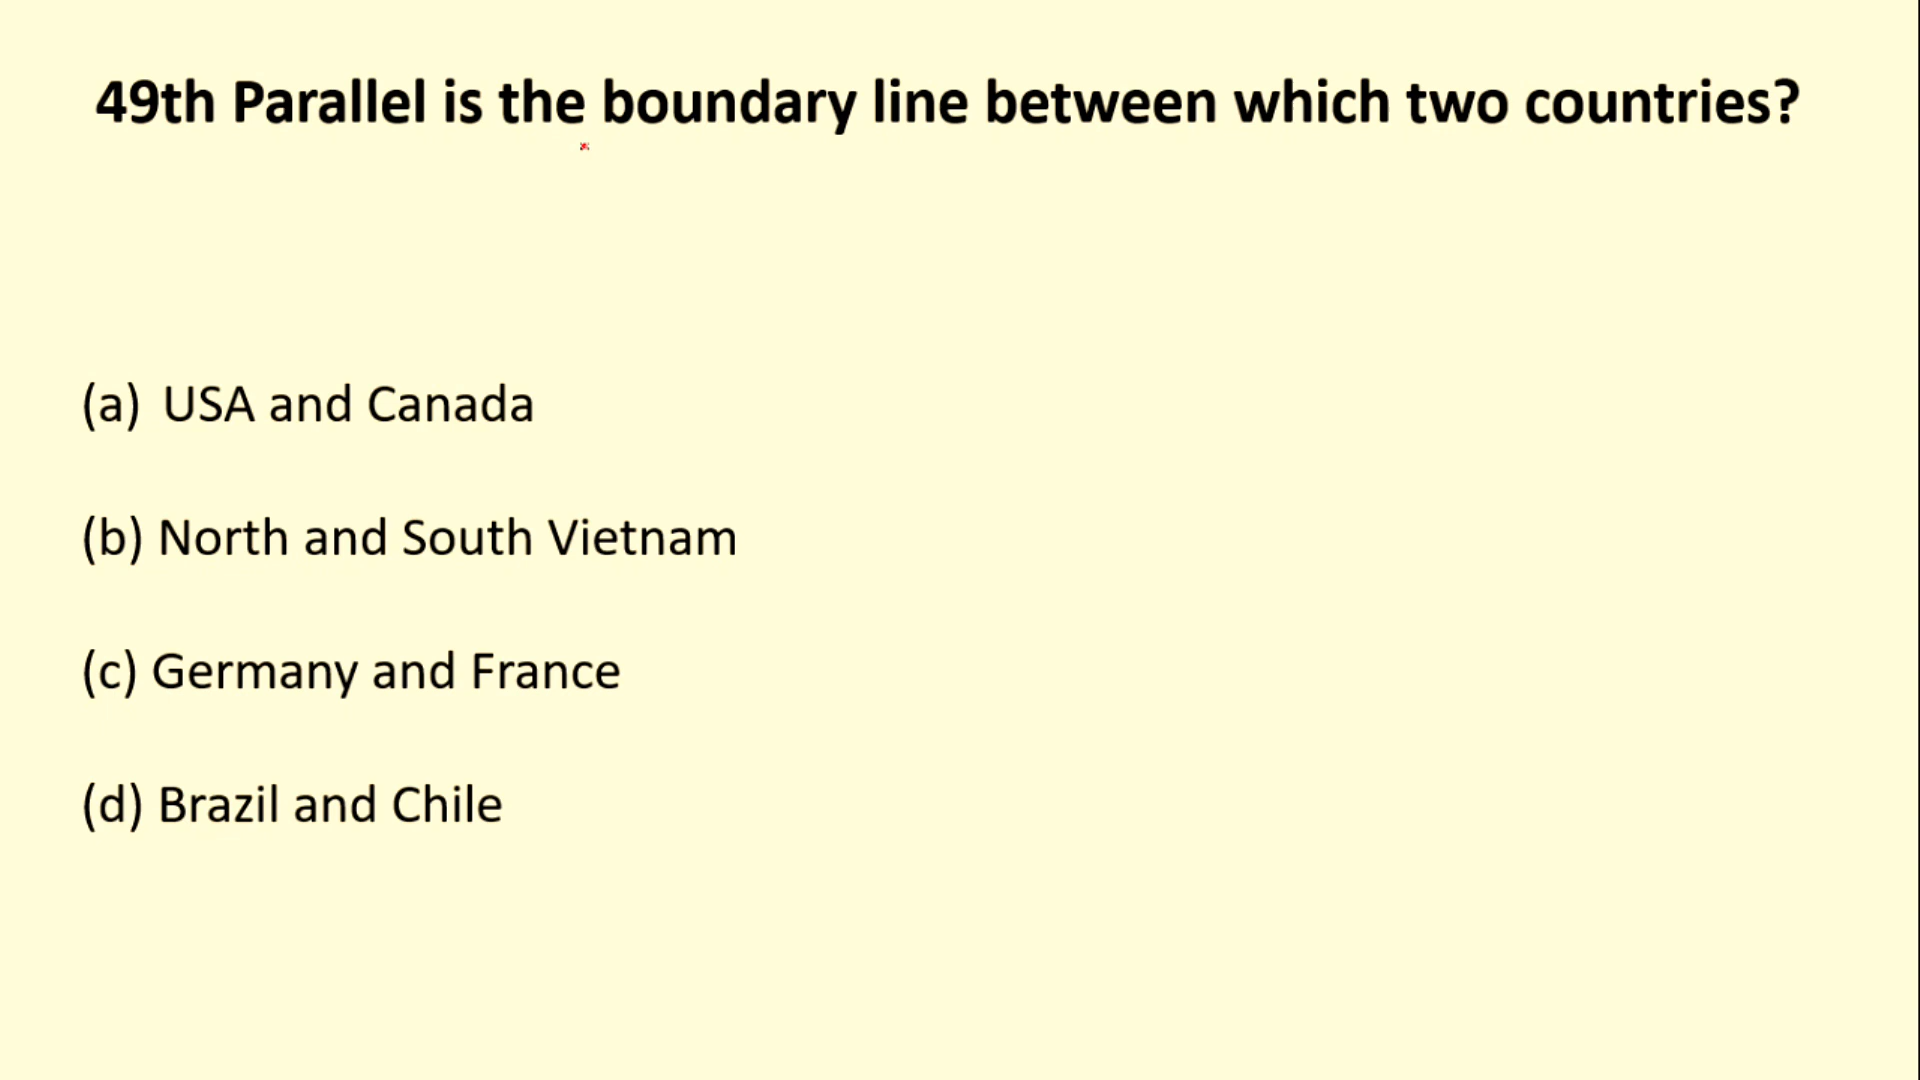 49th Parallel is the boundary line between which two countries?
(a) USA and Canada
(b) North and South Vietnam
(c) Germany and France
(d) Brazil and Chile